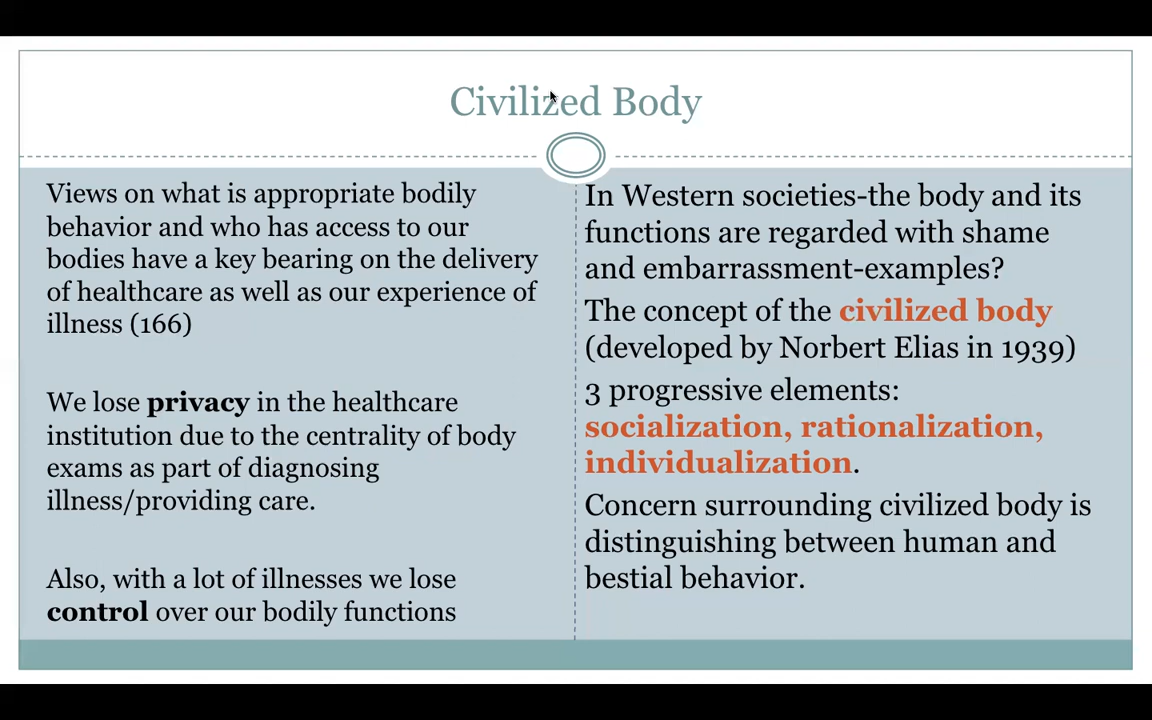 Civilized Body
Views on what is appropriate bodily
behavior and who has access to our
bodies have a key bearing on the delivery
of healthcare as well as our experience of
illness (166)
We lose privacy in the healthcare
institution due to the centrality of body
exams as part of diagnosing
illness/providing care.
Also, with a lot of illnesses we lose
control over our bodily functions
In Western societies-the body and its
functions are regarded with shame
and embarrassment-examples?
The concept of the civilized body
(developed by Norbert Elias in 1939)
3 progressive elements:
socialization, rationalization,
individualization.
Concern surrounding civilized body is
distinguishing between human and
bestial behavior.